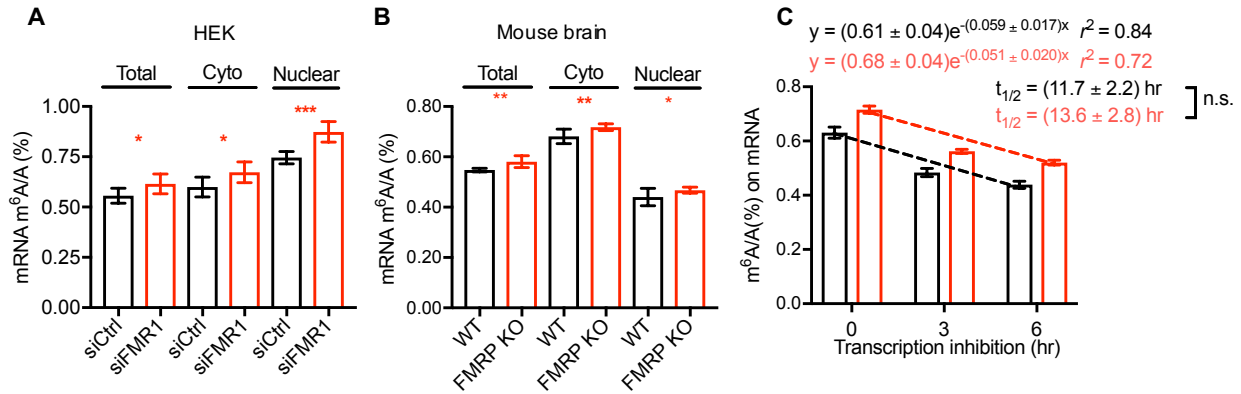 A
HEK
Total Cyto Nuclear
* * ***
mRNA m⁶A/A (%)
1.00
0.75
0.50
0.25
0.00
siCtrl siFMR1 siCtrl siFMR1 siCtrl siFMR1
B
Mouse brain
Total Cyto Nuclear
** ** *
mRNA m⁶A/A (%)
0.80
0.60
0.40
0.20
0.00
WT FMRP KO WT FMRP KO WT FMRP KO
C
y = (0.61 ± 0.04)e^-(0.059 ± 0.017)x r² = 0.84
y = (0.68 ± 0.04)e^-(0.051 ± 0.020)x r² = 0.72
t₁/₂ = (11.7 ± 2.2) hr
t₁/₂ = (13.6 ± 2.8) hr
n.s.
m⁶A/A(%) on mRNA
0.8
0.6
0.4
0.2
0.0
0 3 6
Transcription inhibition (hr)